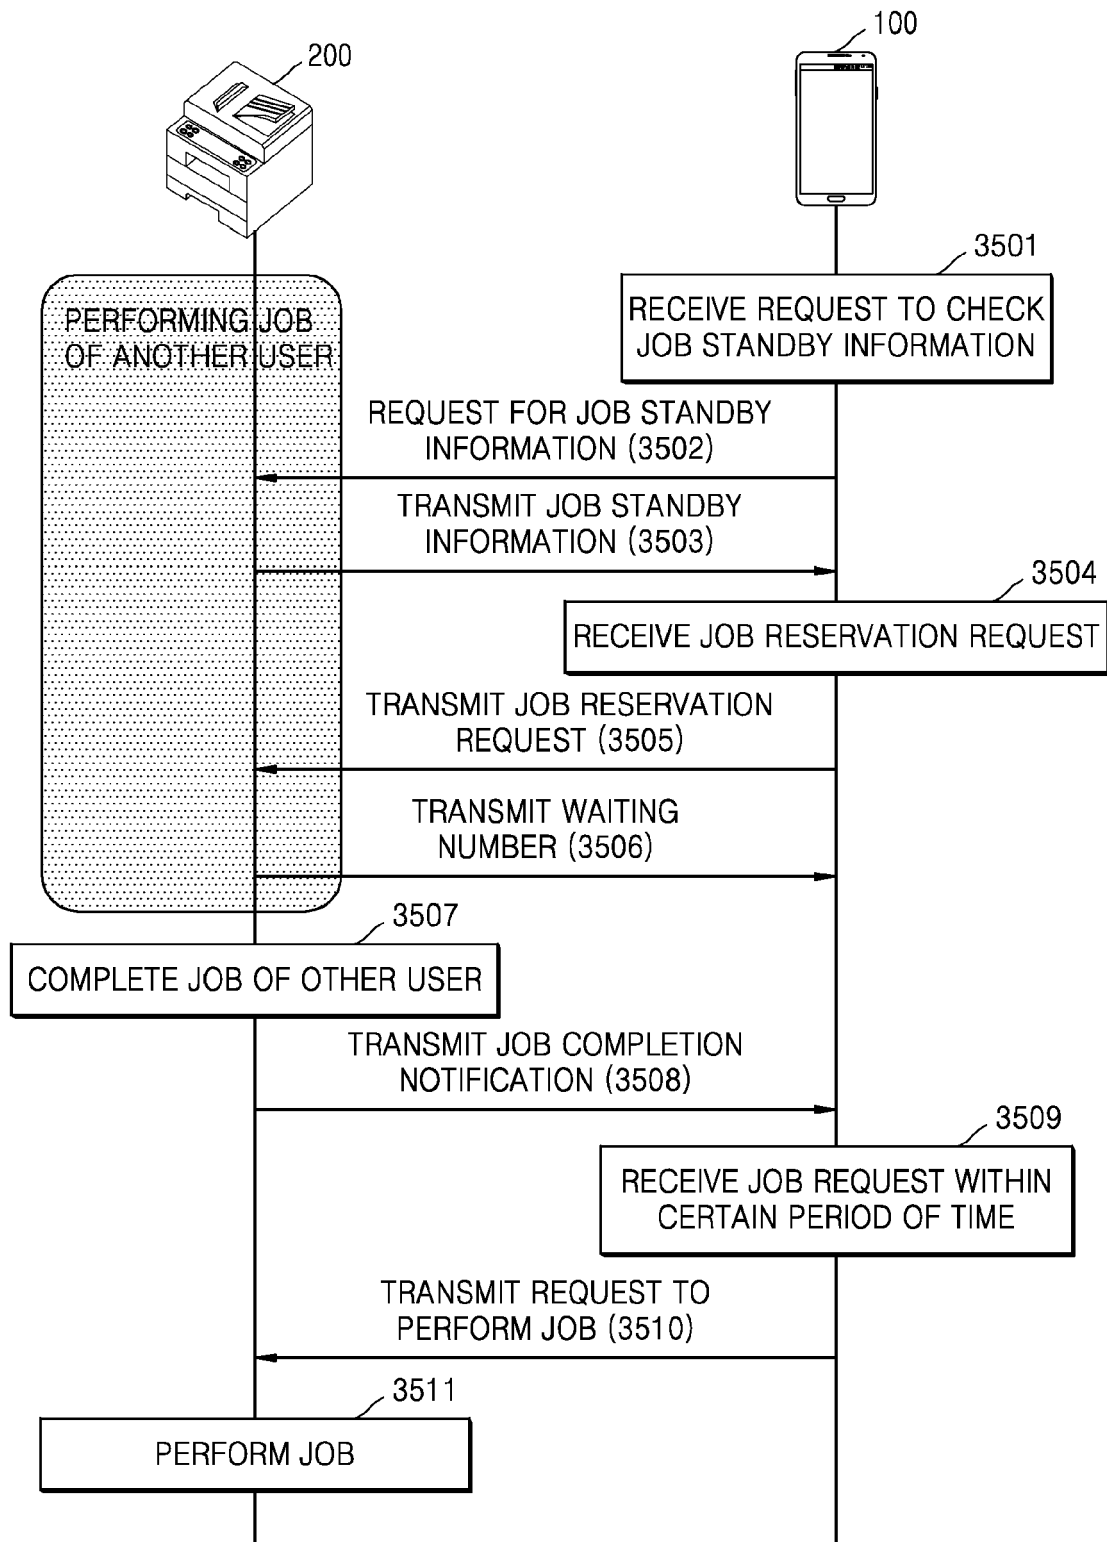 100
200
3501
PERFORMING JOB
OF ANOTHER USER
RECEIVE REQUEST TO CHECK
JOB STANDBY INFORMATION
REQUEST FOR JOB STANDBY
INFORMATION (3502)
TRANSMIT JOB STANDBY
INFORMATION (3503)
3504
RECEIVE JOB RESERVATION REQUEST
TRANSMIT JOB RESERVATION
REQUEST (3505)
TRANSMIT WAITING
NUMBER (3506)
3507
COMPLETE JOB OF OTHER USER
TRANSMIT JOB COMPLETION
NOTIFICATION (3508)
3509
RECEIVE JOB REQUEST WITHIN
CERTAIN PERIOD OF TIME
TRANSMIT REQUEST TO
PERFORM JOB (3510)
3511
PERFORM JOB